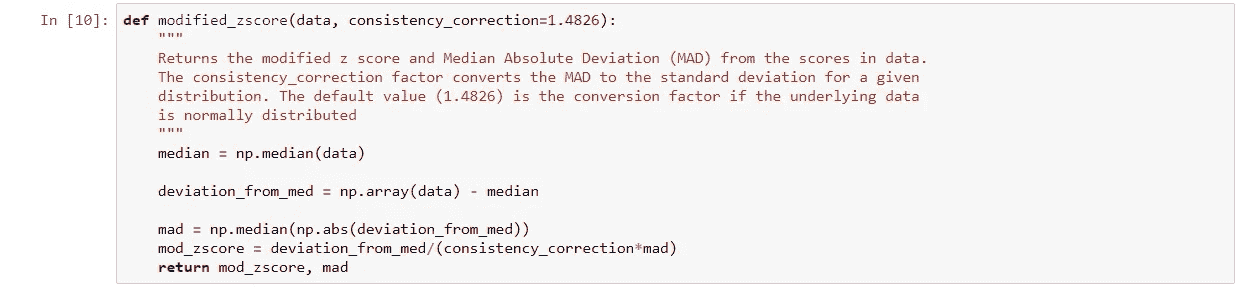 In [10]: def modified_zscore(data, consistency_correction=1.4826):
    """
    Returns the modified z score and Median Absolute Deviation (MAD) from the scores in data.
    The consistency_correction factor converts the MAD to the standard deviation for a given
    distribution. The default value (1.4826) is the conversion factor if the underlying data
    is normally distributed
    """
    median = np.median(data)
    deviation_from_med = np.array(data) - median
    mad = np.median(np.abs(deviation_from_med))
    mod_zscore = deviation_from_med/(consistency_correction*mad)
    return mod_zscore, mad